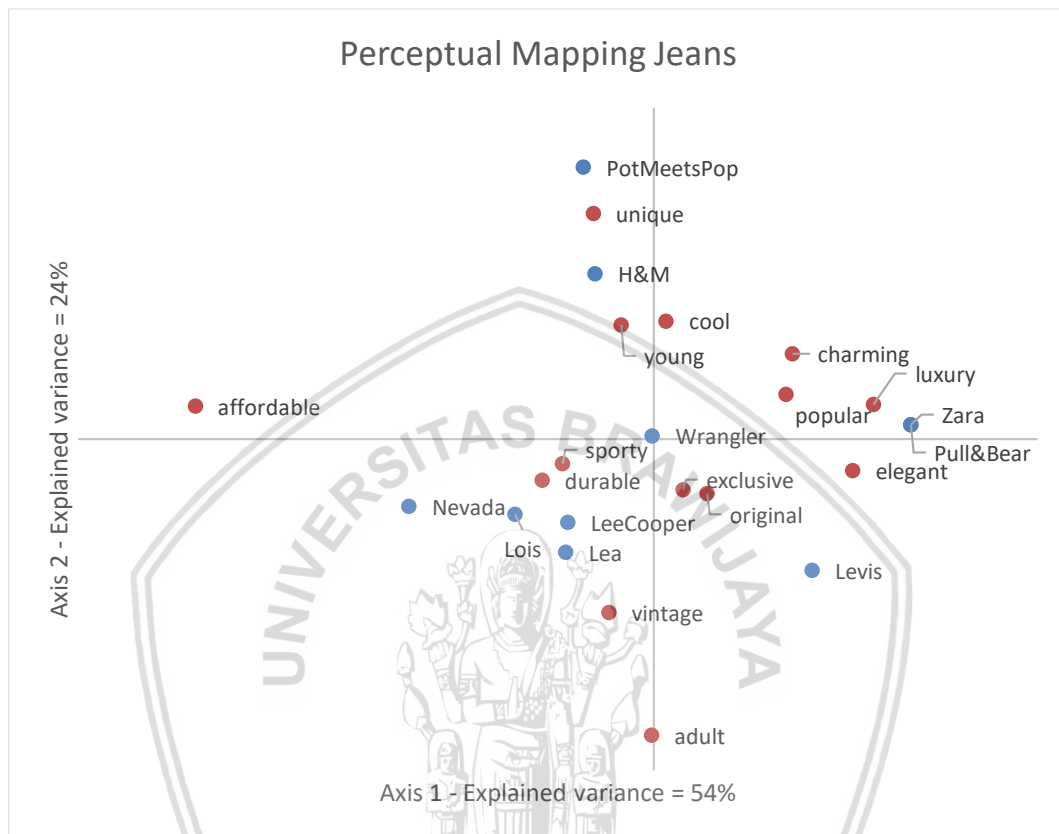 Perceptual Mapping Jeans
PotMeetsPop
unique
H&M
cool
young
charming
luxury
affordable
popular
Zara
Wrangler
Pull&Bear
sporty
elegant
durable
exclusive
Nevada
original
LeeCooper
Lois
Lea
Levis
vintage
adult
Axis 2 - Explained variance = 24%
Axis 1 - Explained variance = 54%
UNIVERSITAS BRAWIJAYA